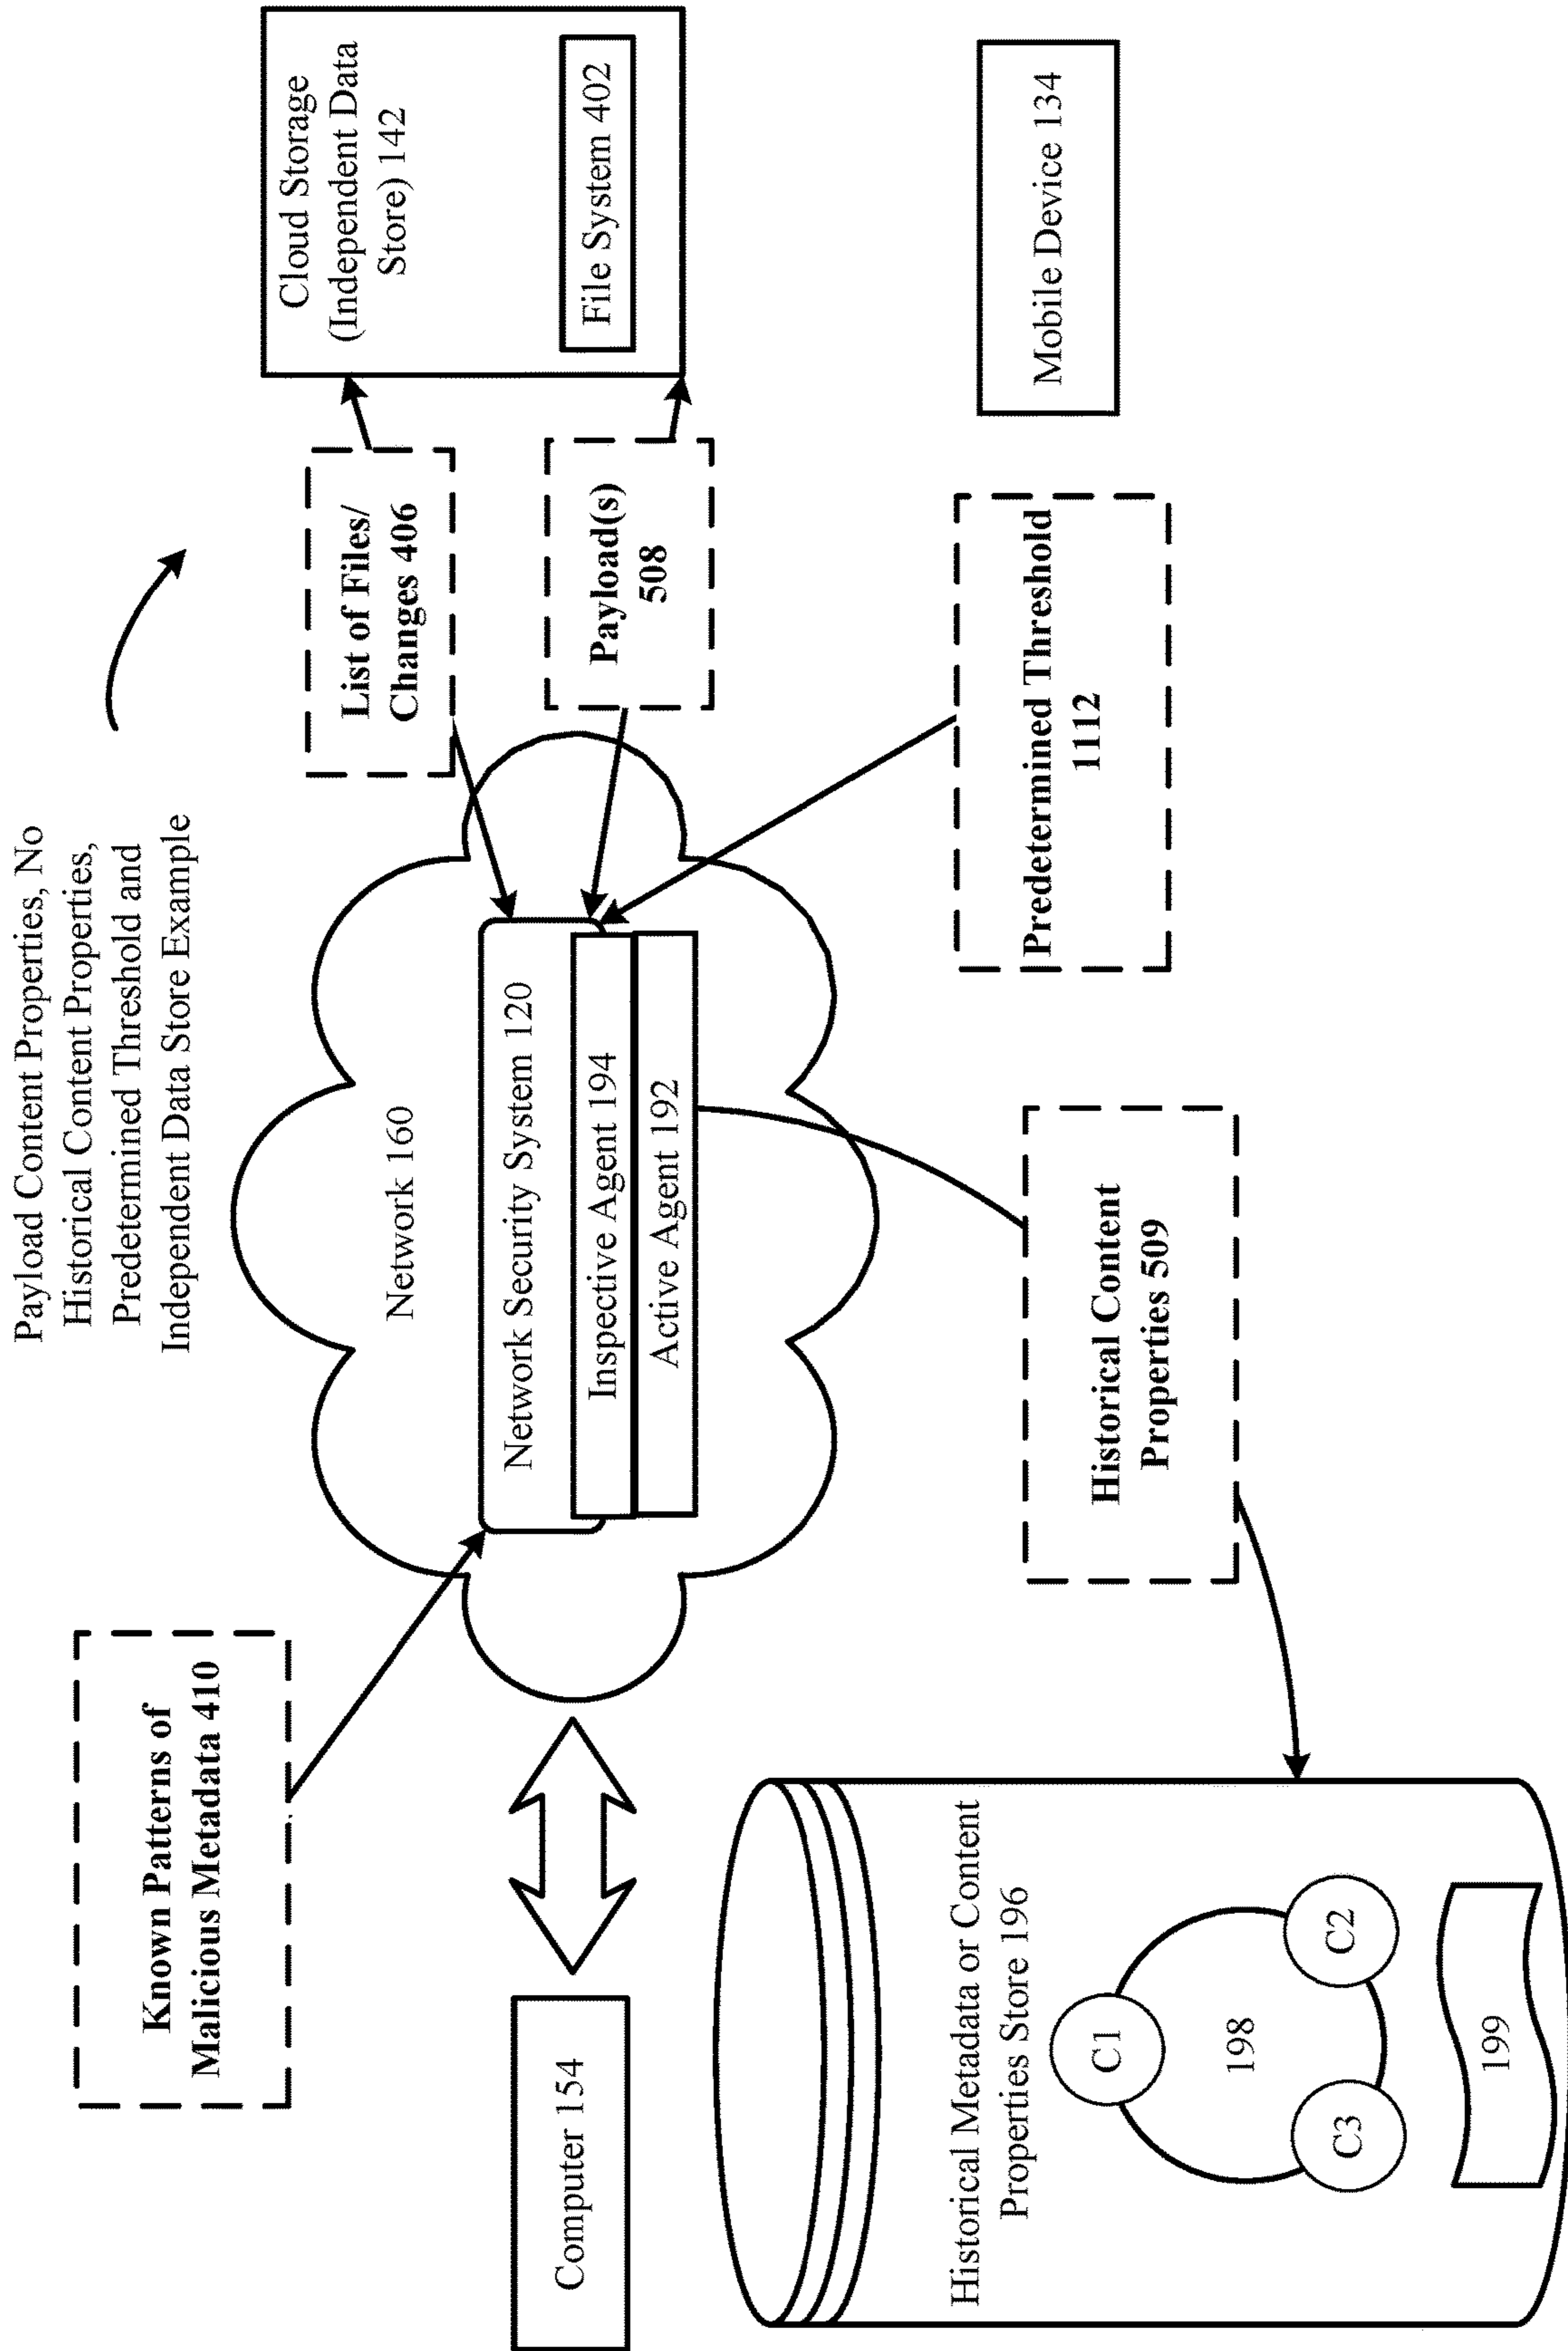 Payload Content Properties, No
Historical Content Properties,
Predetermined Threshold and
Independent Data Store Example
Known Patterns of
Malicious Metadata 410
List of Files/
Changes 406
Cloud Storage
(Independent Data
Store) 142
File System 402
Payload(s)
508
Network 160
Network Security System 120
Inspective Agent 194
Active Agent 192
Computer 154
Historical Metadata or Content
Properties Store 196
C1
198
C3
C2
199
Historical Content
Properties 509
Predetermined Threshold
1112
Mobile Device 134